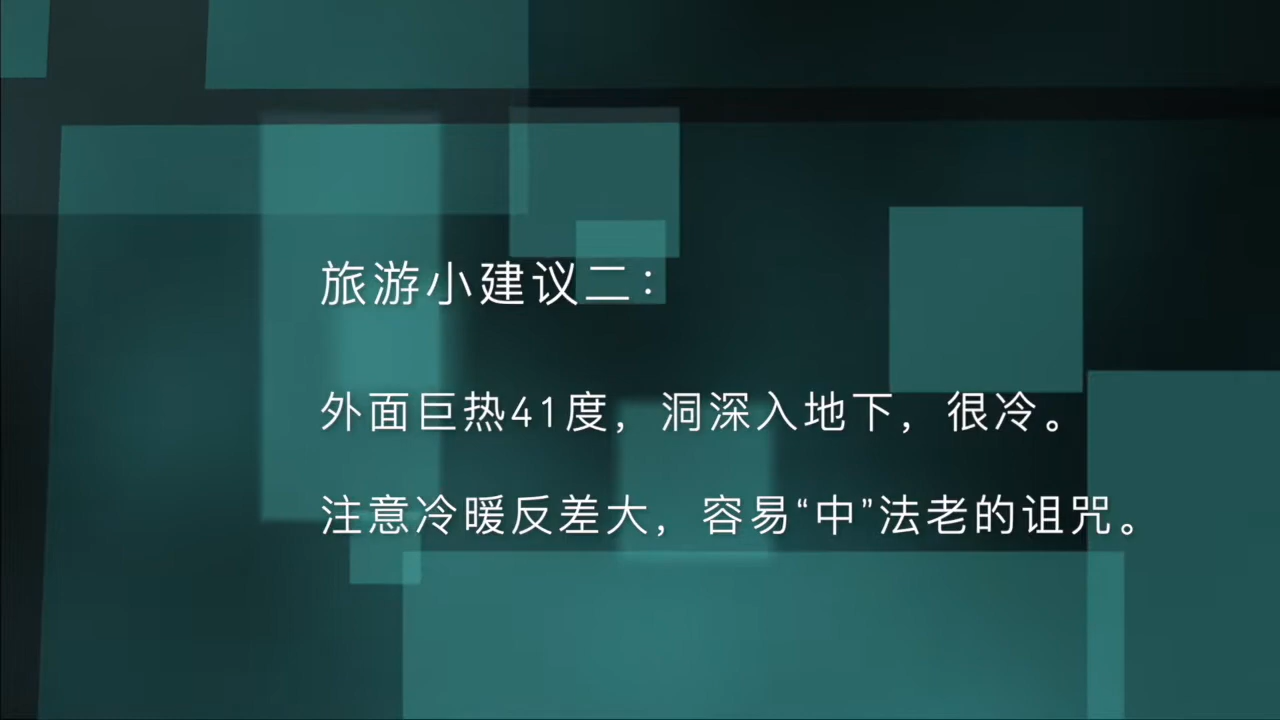 旅游小建议二：
外面巨热41度，洞深入地下，很冷。
注意冷暖反差大，容易“中”法老的诅咒。